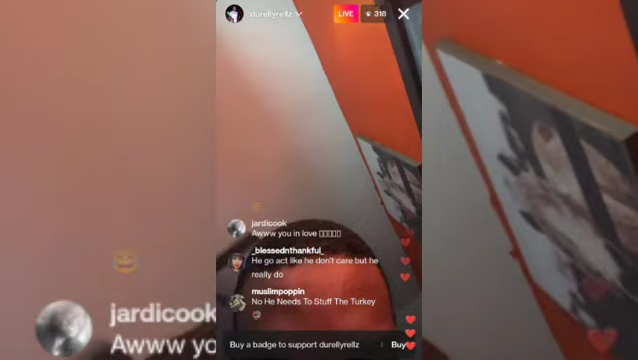 durellyrellz
LIVE
318
jardicook
Awww you in love
_blessednthankful_
He go act like he don't care but he
really do
muslimpoppin
No He Needs To Stuff The Turkey
Buy a badge to support durellyrellz
Buy
jardicook
Awww yo